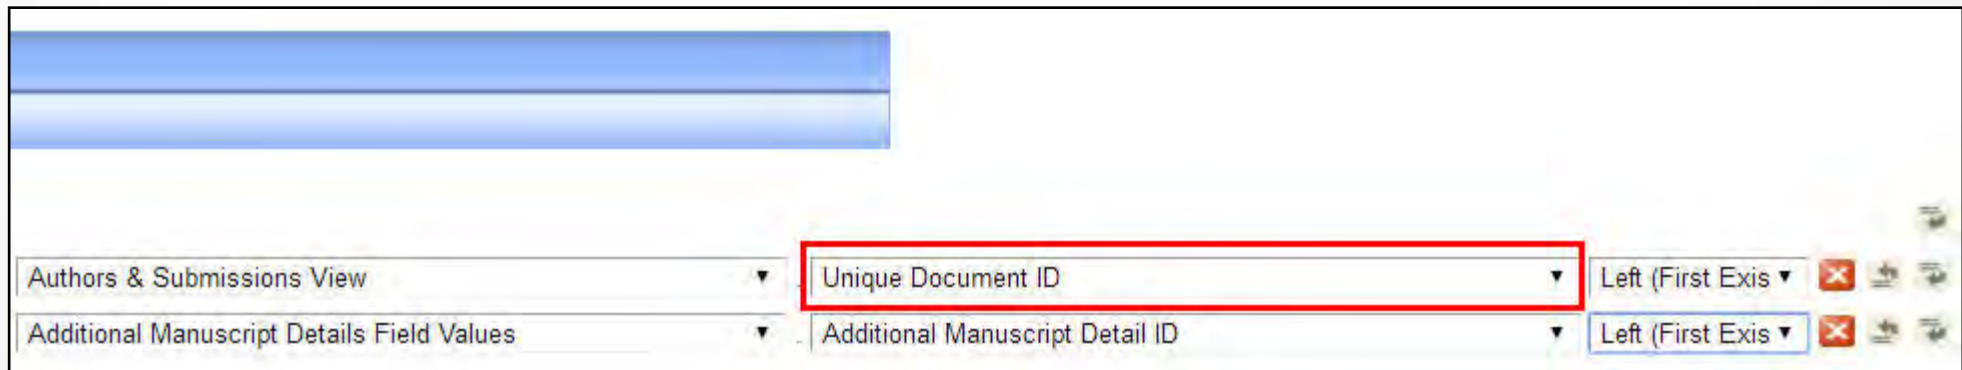 Authors & Submissions View . Unique Document ID Left (First Exis
Additional Manuscript Details Field Values . Additional Manuscript Detail ID Left (First Exis